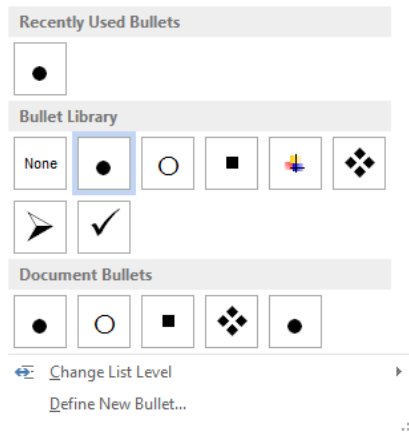 Recently Used Bullets
Bullet Library
None
Document Bullets
Change List Level
Define New Bullet...